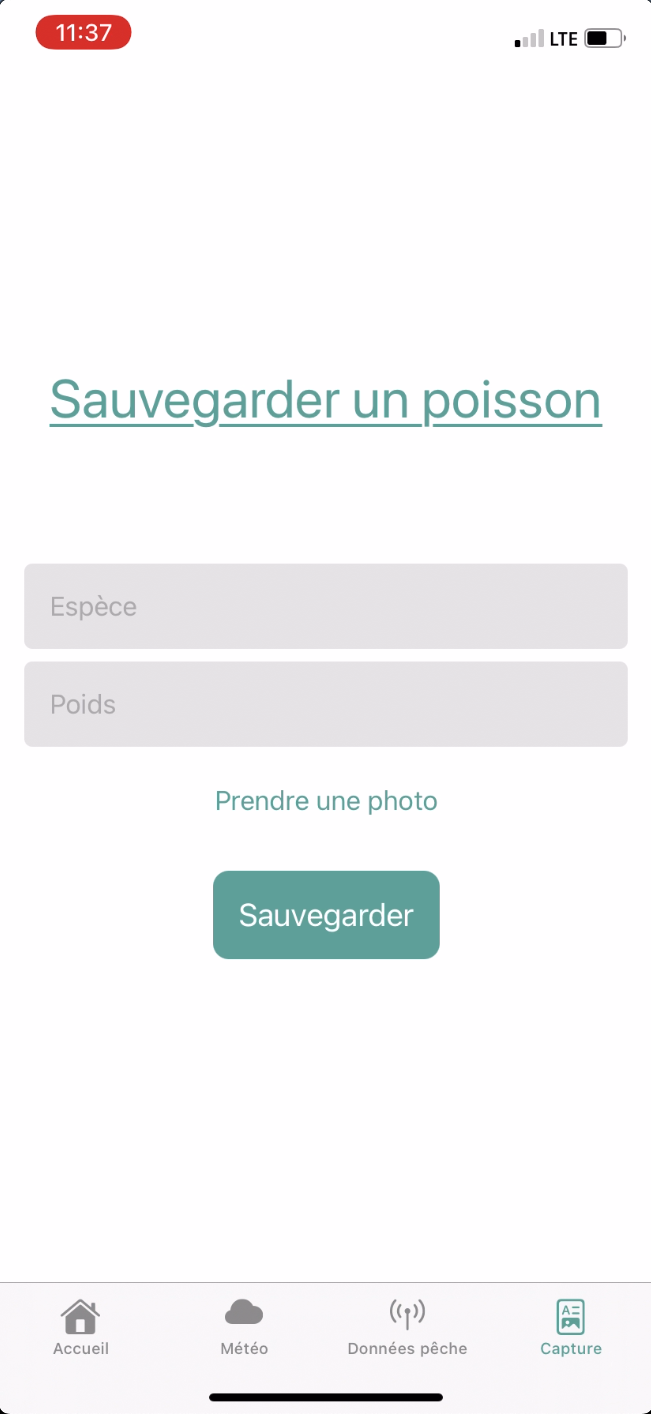 11:37 LTE
Sauvegarder un poisson
Espèce
Poids
Prendre une photo
Sauvegarder
Accueil Météo Données pêche Capture